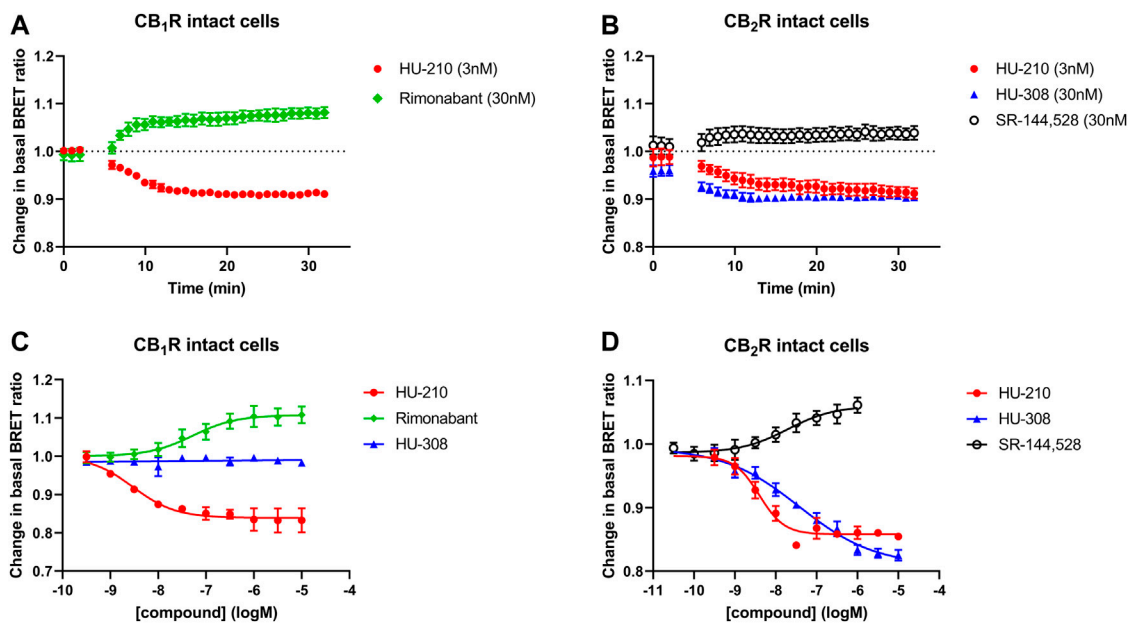 A
CB₁R intact cells
Change in basal BRET ratio
1.2
1.1
1.0
0.9
0.8
0 10 20 30
Time (min)
HU-210 (3nM)
Rimonabant (30nM)
B
CB₂R intact cells
Change in basal BRET ratio
1.2
1.1
1.0
0.9
0.8
0 10 20 30
Time (min)
HU-210 (3nM)
HU-308 (30nM)
SR-144,528 (30nM
C
CB₁R intact cells
Change in basal BRET ratio
1.2
1.1
1.0
0.9
0.8
0.7
-10 -9 -8 -7 -6 -5 -4
[compound] (logM)
HU-210
Rimonabant
HU-308
D
CB₂R intact cells
Change in basal BRET ratio
1.1
1.0
0.9
0.8
-11 -10 -9 -8 -7 -6 -5 -4
[compound] (logM)
HU-210
HU-308
SR-144,528